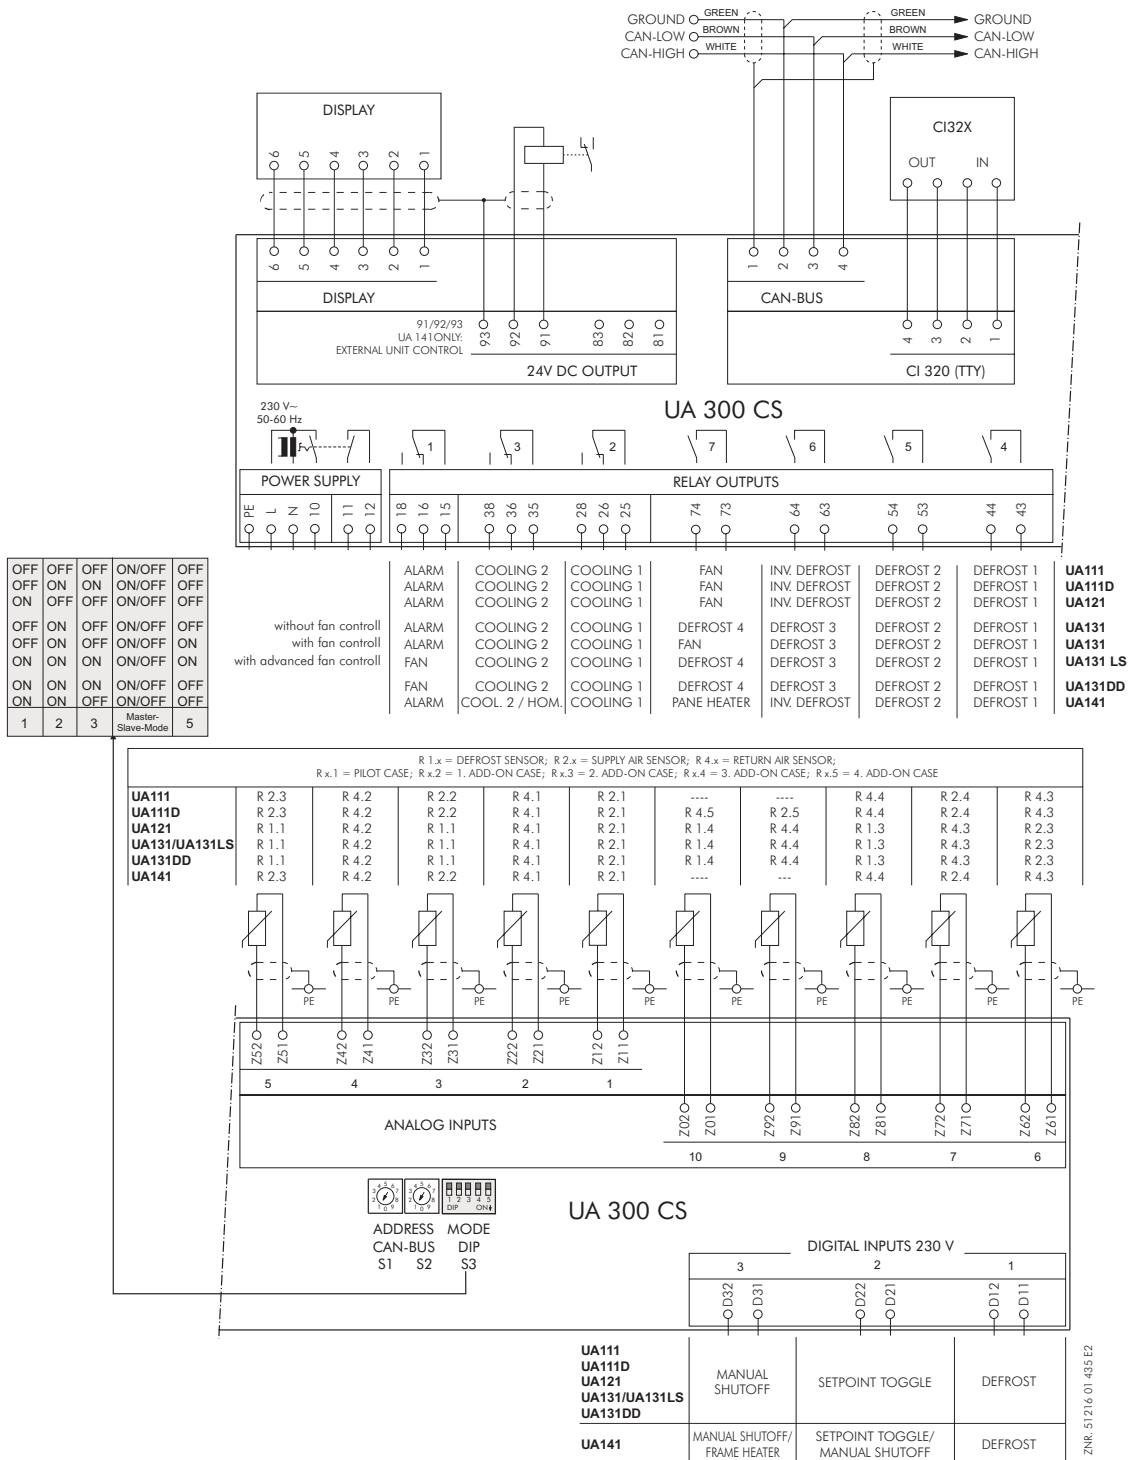 GROUND GREEN GREEN GROUND
CAN-LOW BROWN BROWN CAN-LOW
CAN-HIGH WHITE WHITE CAN-HIGH
DISPLAY
6 5 4 3 2 1
CI32X
OUT IN
6 5 4 3 2 1
DISPLAY
1 2 3 4
CAN-BUS
91/92/93
UA 141ONLY:
EXTERNAL UNIT CONTROL
93 92 91 83 82 81
24V DC OUTPUT
4 3 2 1
CI 320 (TTY)
UA 300 CS
230 V~
50-60 Hz
1 3 2 7 6 5 4
POWER SUPPLY
RELAY OUTPUTS
PE L N 10 11 12 18 16 15 38 36 35 28 26 25 74 73 64 63 54 53 44 43
OFF OFF OFF ON/OFF OFF ALARM COOLING 2 COOLING 1 FAN INV. DEFROST DEFROST 2 DEFROST 1 UA111
OFF ON ON ON/OFF OFF ALARM COOLING 2 COOLING 1 FAN INV. DEFROST DEFROST 2 DEFROST 1 UA111D
ON OFF OFF ON/OFF OFF ALARM COOLING 2 COOLING 1 FAN INV. DEFROST DEFROST 2 DEFROST 1 UA121
OFF ON OFF ON/OFF OFF without fan controll ALARM COOLING 2 COOLING 1 DEFROST 4 DEFROST 3 DEFROST 2 DEFROST 1 UA131
OFF ON OFF ON/OFF ON with fan controll ALARM COOLING 2 COOLING 1 FAN DEFROST 3 DEFROST 2 DEFROST 1 UA131
ON ON ON ON/OFF ON with advanced fan controll FAN COOLING 2 COOLING 1 DEFROST 4 DEFROST 3 DEFROST 2 DEFROST 1 UA131 LS
ON ON ON ON/OFF OFF FAN COOLING 2 COOLING 1 DEFROST 4 DEFROST 3 DEFROST 2 DEFROST 1 UA131DD
ON ON OFF ON/OFF OFF ALARM COOL. 2 / HOM. COOLING 1 PANE HEATER INV. DEFROST DEFROST 2 DEFROST 1 UA141
1 2 3 Master-Slave-Mode 5
R 1.x = DEFROST SENSOR; R 2.x = SUPPLY AIR SENSOR; R 4.x = RETURN AIR SENSOR;
R x.1 = PILOT CASE; R x.2 = 1. ADD-ON CASE; R x.3 = 2. ADD-ON CASE; R x.4 = 3. ADD-ON CASE; R x.5 = 4. ADD-ON CASE
UA111 R 2.3 R 4.2 R 2.2 R 4.1 R 2.1 ---- ---- R 4.4 R 2.4 R 4.3
UA111D R 2.3 R 4.2 R 2.2 R 4.1 R 2.1 R 4.5 R 2.5 R 4.4 R 2.4 R 4.3
UA121 R 1.1 R 4.2 R 1.1 R 4.1 R 2.1 R 1.4 R 4.4 R 1.3 R 4.3 R 2.3
UA131/UA131LS R 1.1 R 4.2 R 1.1 R 4.1 R 2.1 R 1.4 R 4.4 R 1.3 R 4.3 R 2.3
UA131DD R 1.1 R 4.2 R 1.1 R 4.1 R 2.1 R 1.4 R 4.4 R 1.3 R 4.3 R 2.3
UA141 R 2.3 R 4.2 R 2.2 R 4.1 R 2.1 ---- --- R 4.4 R 2.4 R 4.3
PE PE PE PE PE PE PE PE PE PE
Z52 Z51 Z42 Z41 Z32 Z31 Z22 Z21 Z12 Z11
5 4 3 2 1
ANALOG INPUTS
Z02 Z01 Z92 Z91 Z82 Z81 Z72 Z71 Z62 Z61
10 9 8 7 6
1 2 3 4 5
DIP ON
ADDRESS MODE
CAN-BUS DIP
S1 S2 S3
UA 300 CS
DIGITAL INPUTS 230 V
3 2 1
D32 D31 D22 D21 D12 D11
UA111
UA111D
UA121
UA131/UA131LS
UA131DD
MANUAL SHUTOFF
SETPOINT TOGGLE
DEFROST
UA141
MANUAL SHUTOFF/
FRAME HEATER
SETPOINT TOGGLE/
MANUAL SHUTOFF
DEFROST
ZNR. 51216 01 435 E2